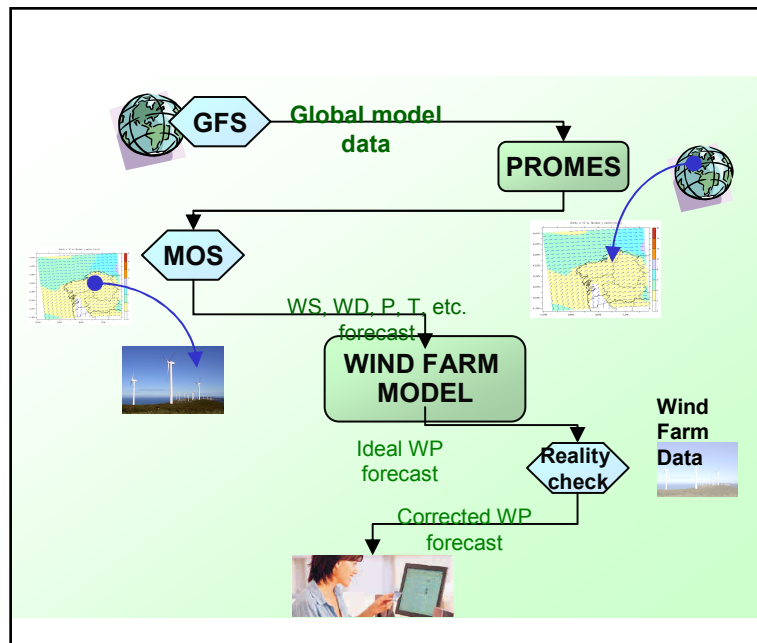 GFS
Global model
data
PROMES
MOS
WS, WD, P, T, etc.
forecast
WIND FARM
MODEL
Ideal WP
forecast
Reality
check
Wind
Farm
Data
Corrected WP
forecast